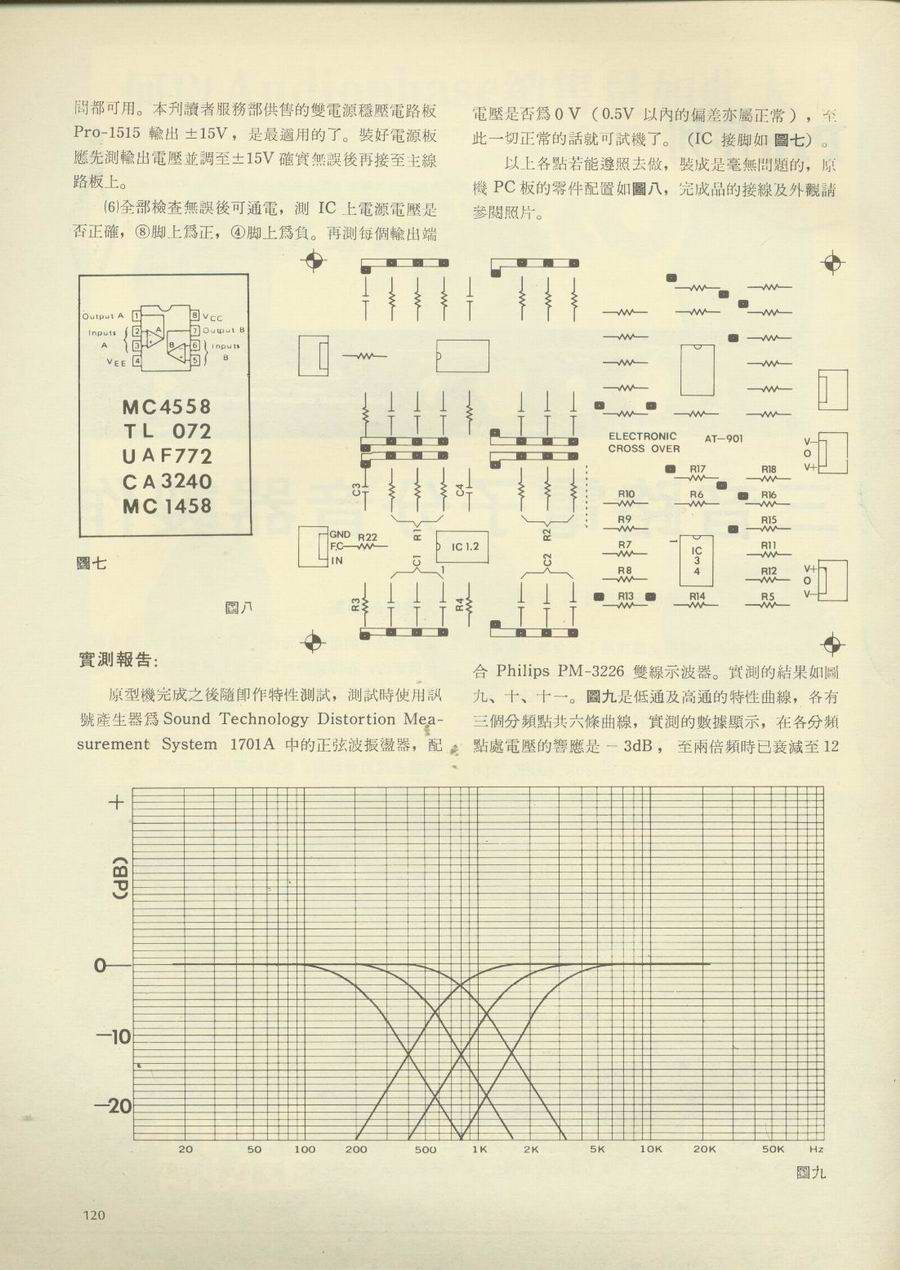 問都可用。本刊讀者服務部供售的雙電源穩壓電路板
Pro-1515 輸出 ±15V，是最適用的了。裝好電源板
應先測輸出電壓並調至±15V 確實無誤後再接至主線
路板上。
⑹全部檢查無誤後可通電，測 IC 上電源電壓是
否正確，⑧脚上爲正，④脚上爲負。再測每個輸出端
電壓是否爲 0 V （ 0.5V 以內的偏差亦屬正常），至
此一切正常的話就可試機了。（IC 接脚如圖七）。
以上各點若能遵照去做，裝成是毫無問題的，原
機 PC 板的零件配置如圖八，完成品的接線及外觀請
參閱照片。
Output A 1 8 VCC
Inputs A 2 3 A
7 Output B
B 6 5 Inputs B
VEE 4
MC4558
TL 072
UAF772
CA3240
MC1458
圖七
圖八
ELECTRONIC AT-901
CROSS OVER
V-
O
V+
R17 R18
R10 R6 R16
R9 R15
R7 R11
R8 R12
R13 R14 R5
IC
3
4
1
V+
O
V-
C3 R1 C4 R2
GND R22
F.C
IN
IC 1.2
1
C1 C2
R3 R4
實測報告：
原型機完成之後隨卽作特性測試，測試時使用訊
號產生器爲 Sound Technology Distortion Mea-
surement System 1701A 中的正弦波振盪器，配
合 Philips PM-3226 雙線示波器。實測的結果如圖
九、十、十一。圖九是低通及高通的特性曲線，各有
三個分頻點共六條曲線，實測的數據顯示，在各分頻
點處電壓的響應是 － 3dB ， 至兩倍頻時已衰減至 12
+
(dB)
0
-10
-20
20 50 100 200 500 1K 2K 5K 10K 20K 50K Hz
圖九
120